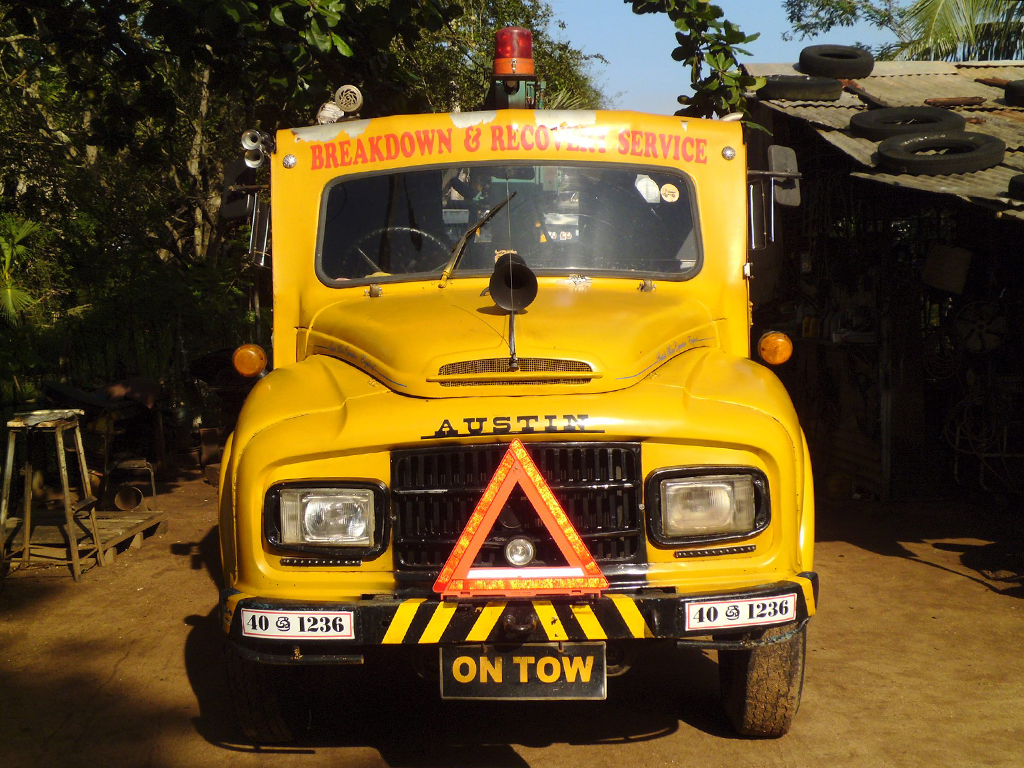 BREAKDOWN & RECOVERY SERVICE
AUSTIN
40 ශ්‍රී 1236
40 ශ්‍රී 1236
ON TOW